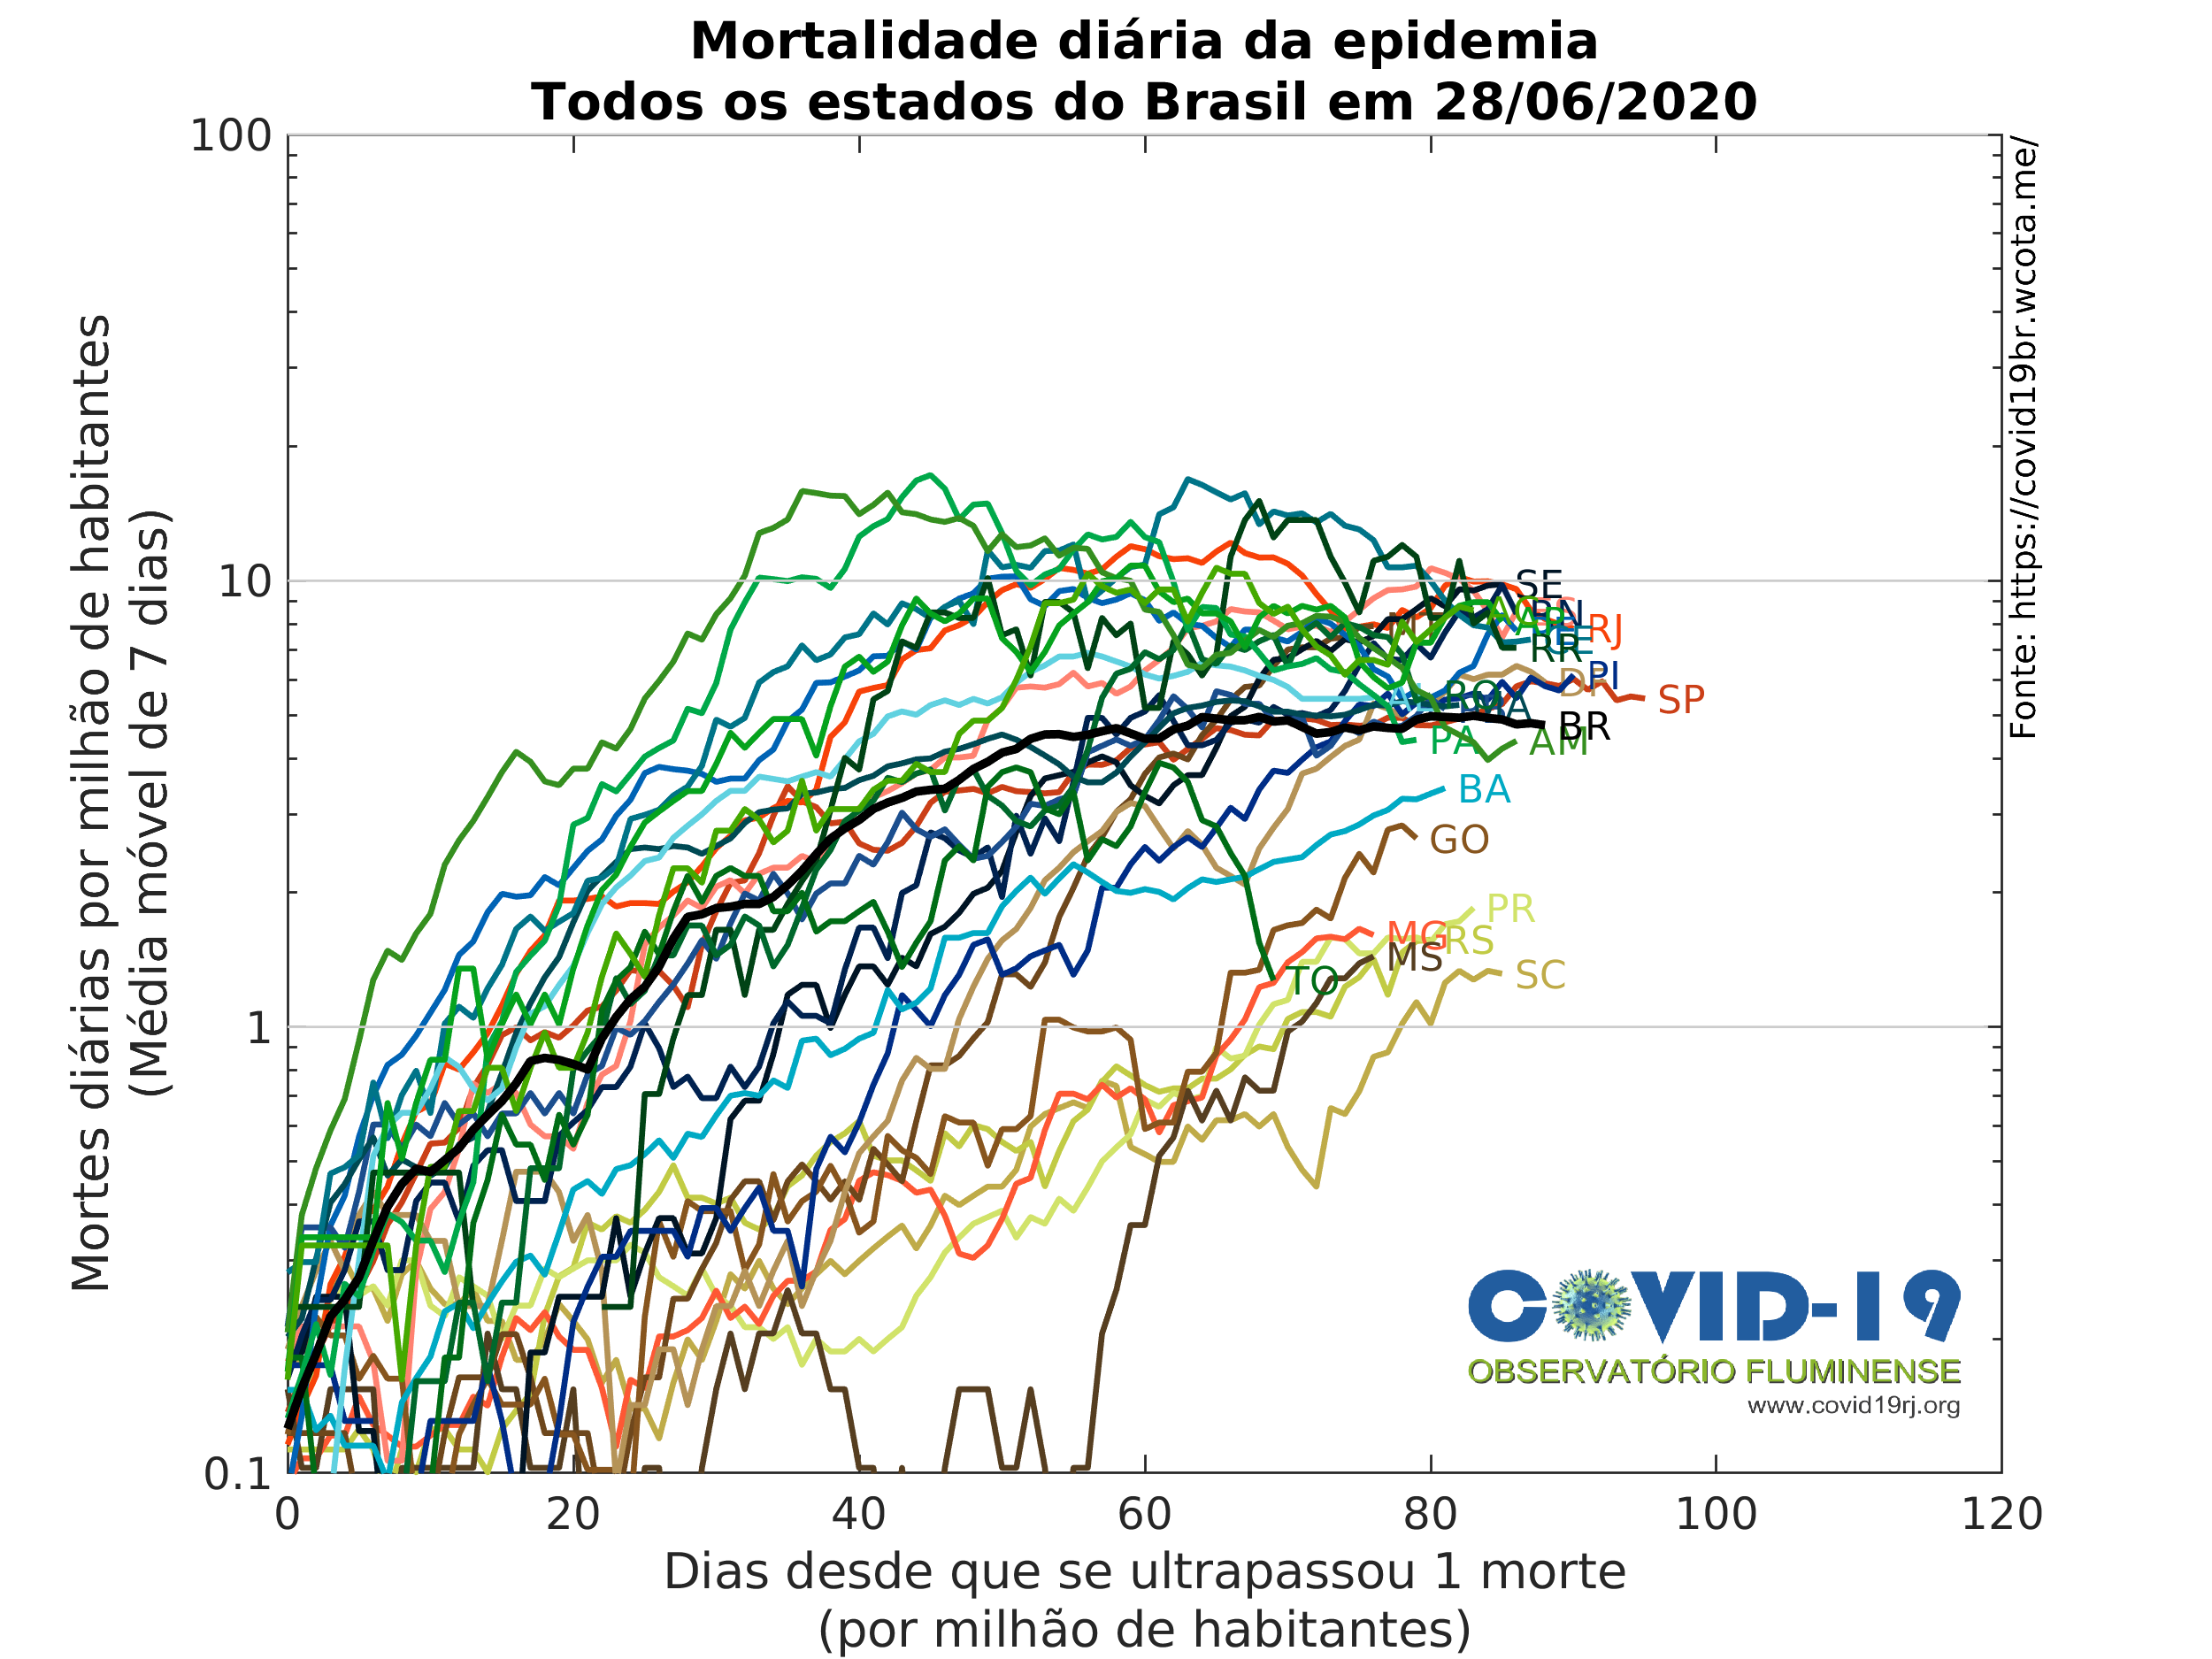 Mortalidade diária da epidemia
Todos os estados do Brasil em 28/06/2020
Mortes diárias por milhão de habitantes
(Média móvel de 7 dias)
100
10
1
0.1
0
20
40
60
80
100
120
Dias desde que se ultrapassou 1 morte
(por milhão de habitantes)
Fonte: https://covid19br.wcota.me/
SE
RN
RJ
RR
PI
SP
BR
PA
AM
BA
GO
PR
MG
RS
MS
SC
TO
COVID-19
OBSERVATÓRIO FLUMINENSE
www.covid19rj.org